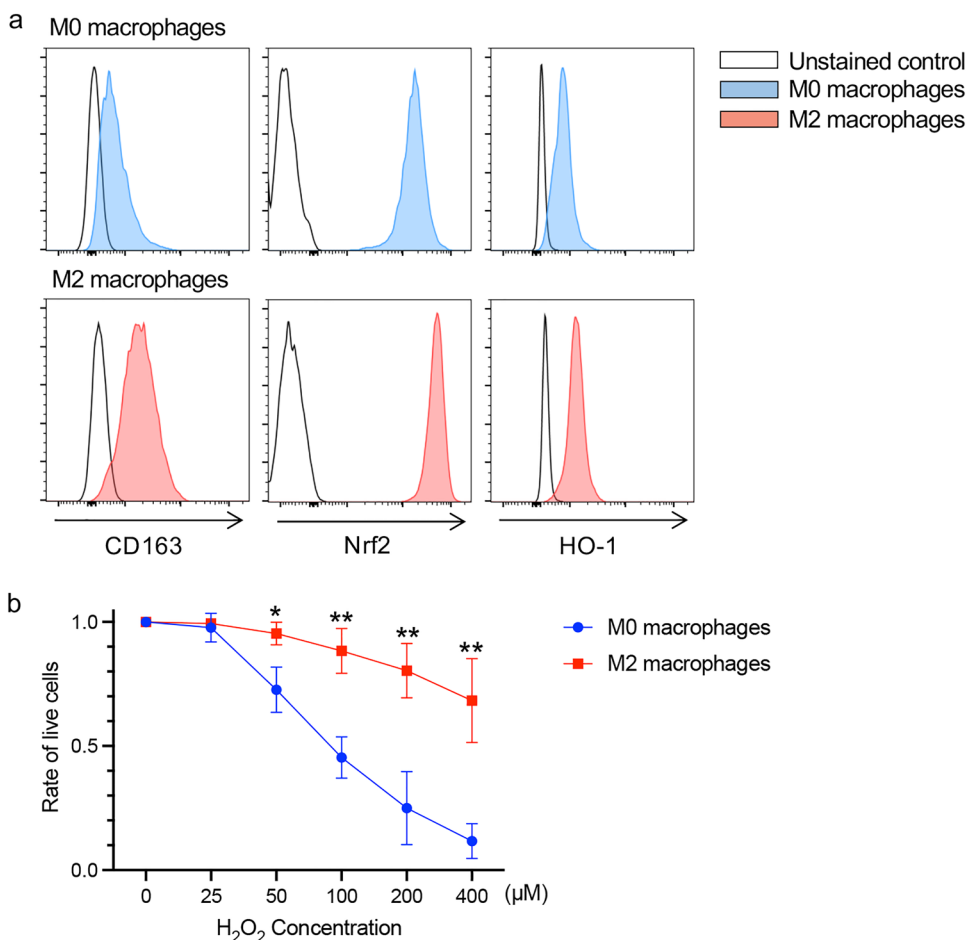 a
M0 macrophages
Unstained control
M0 macrophages
M2 macrophages
M2 macrophages
CD163
Nrf2
HO-1
b
* ** ** **
M0 macrophages
M2 macrophages
1.0
0.5
0.0
Rate of live cells
0 25 50 100 200 400 (μM)
H₂O₂ Concentration